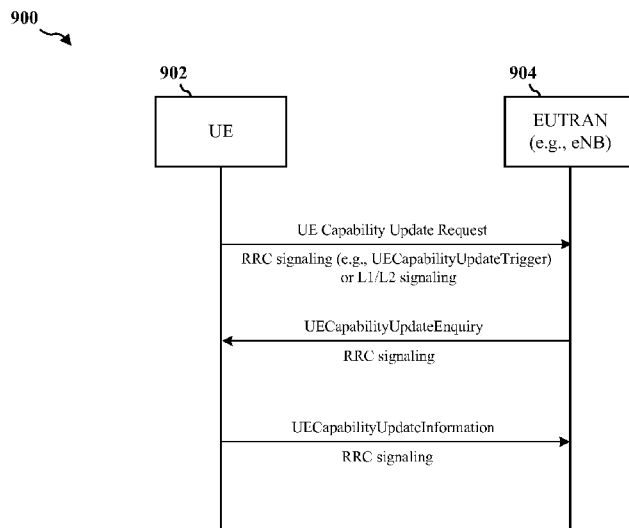 900
902
904
UE
EUTRAN
(e.g., eNB)
UE Capability Update Request
RRC signaling (e.g., UECapabilityUpdateTrigger)
or L1/L2 signaling
UECapabilityUpdateEnquiry
RRC signaling
UECapabilityUpdateInformation
RRC signaling